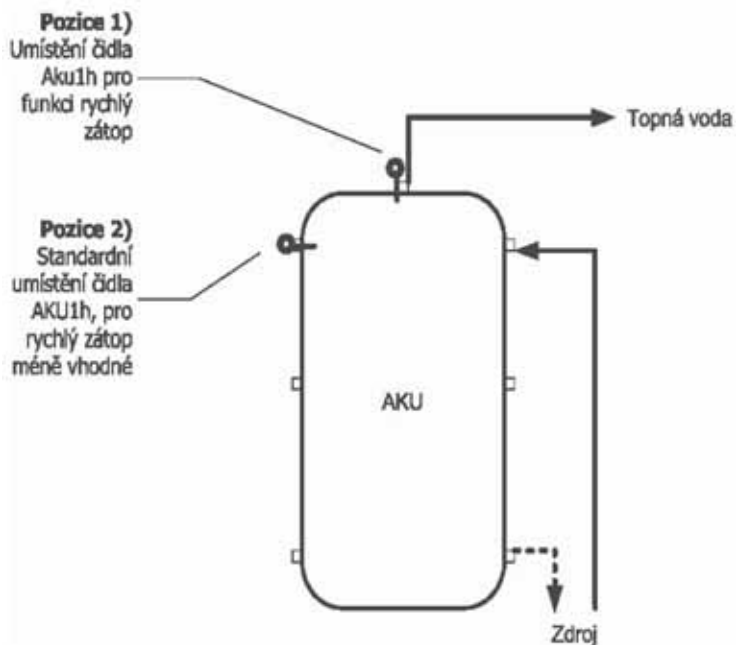 Pozice 1)
Umístění čidla
Aku1h pro
funkci rychlý
zátop
Topná voda
Pozice 2)
Standardní
umístění čidla
AKU1h, pro
rychlý zátop
méně vhodné
AKU
Zdroj